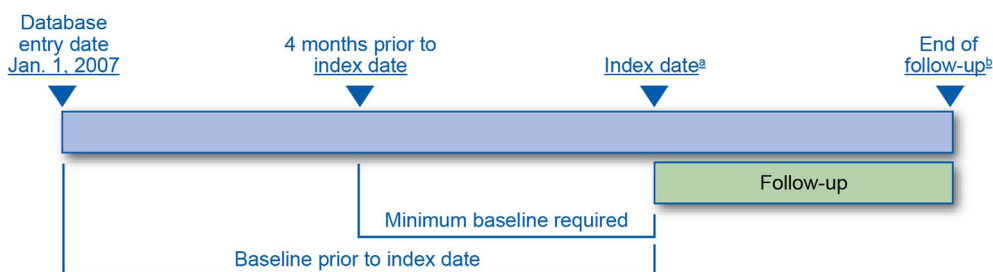 Database
entry date
Jan. 1, 2007
4 months prior to
index date
Index dateᵃ
End of
follow-upᵇ
Follow-up
Minimum baseline required
Baseline prior to index date